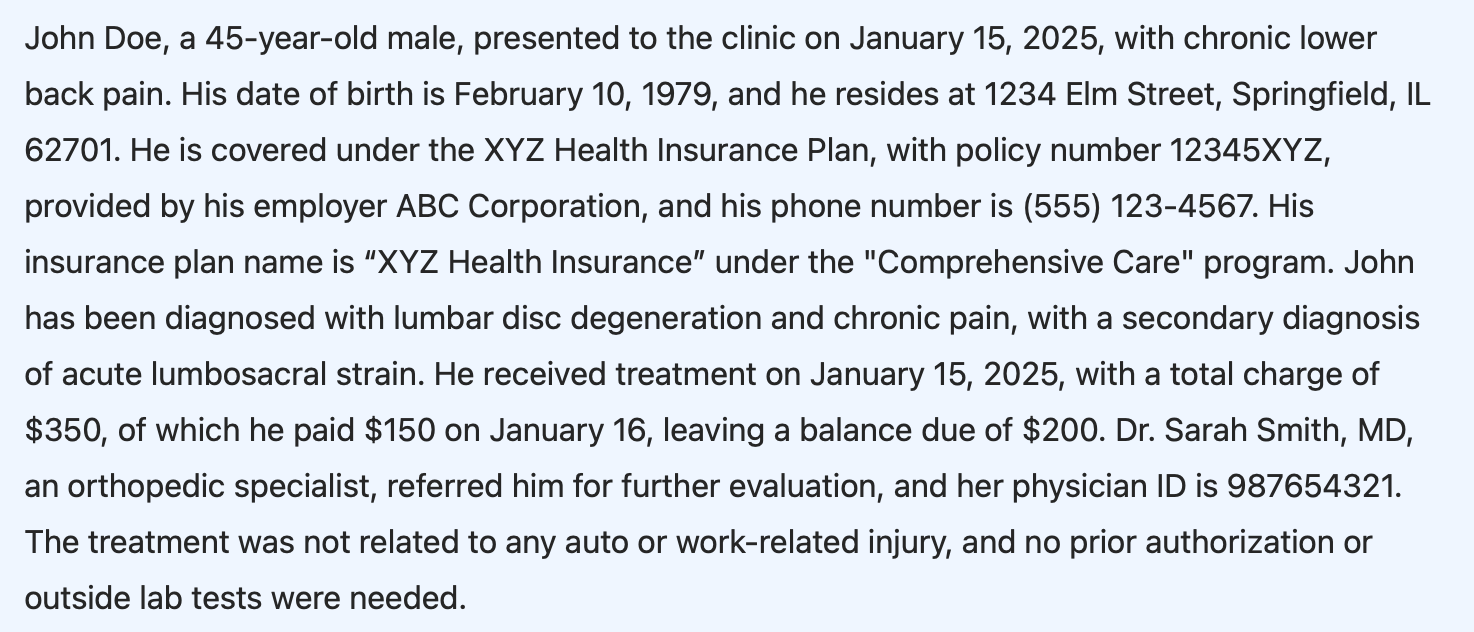 John Doe, a 45-year-old male, presented to the clinic on January 15, 2025, with chronic lower
back pain. His date of birth is February 10, 1979, and he resides at 1234 Elm Street, Springfield, IL
62701. He is covered under the XYZ Health Insurance Plan, with policy number 12345XYZ,
provided by his employer ABC Corporation, and his phone number is (555) 123-4567. His
insurance plan name is “XYZ Health Insurance” under the "Comprehensive Care" program. John
has been diagnosed with lumbar disc degeneration and chronic pain, with a secondary diagnosis
of acute lumbosacral strain. He received treatment on January 15, 2025, with a total charge of
$350, of which he paid $150 on January 16, leaving a balance due of $200. Dr. Sarah Smith, MD,
an orthopedic specialist, referred him for further evaluation, and her physician ID is 987654321.
The treatment was not related to any auto or work-related injury, and no prior authorization or
outside lab tests were needed.